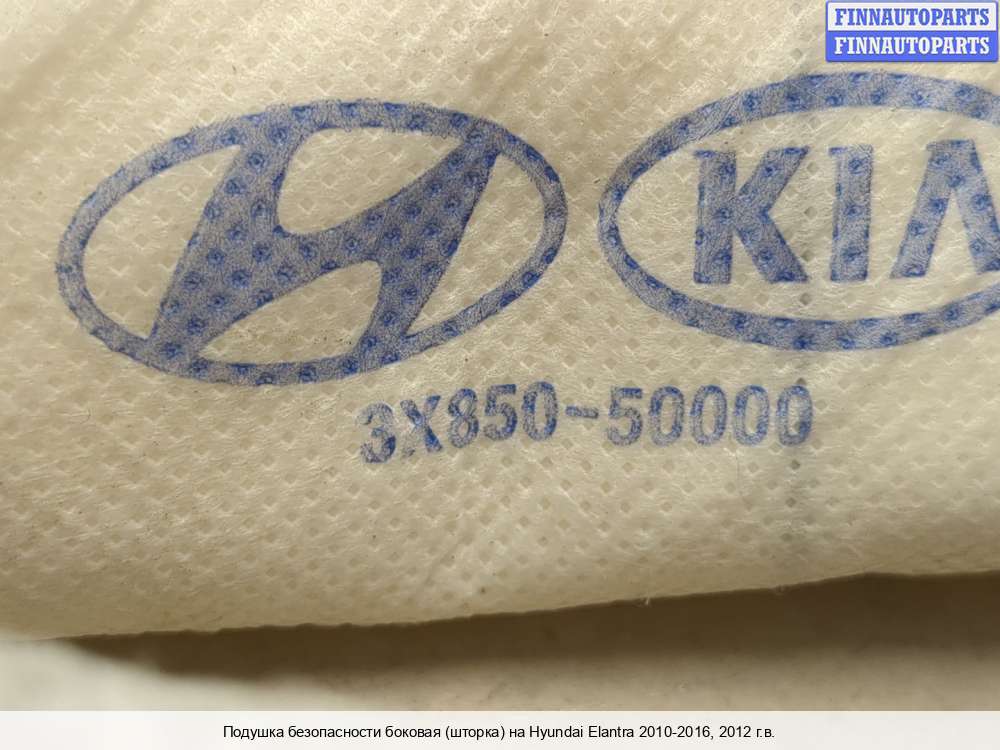 FINNAUTOPARTS
FINNAUTOPARTS
KIA
3X850-50000
Подушка безопасности боковая (шторка) на Hyundai Elantra 2010-2016, 2012 г.в.